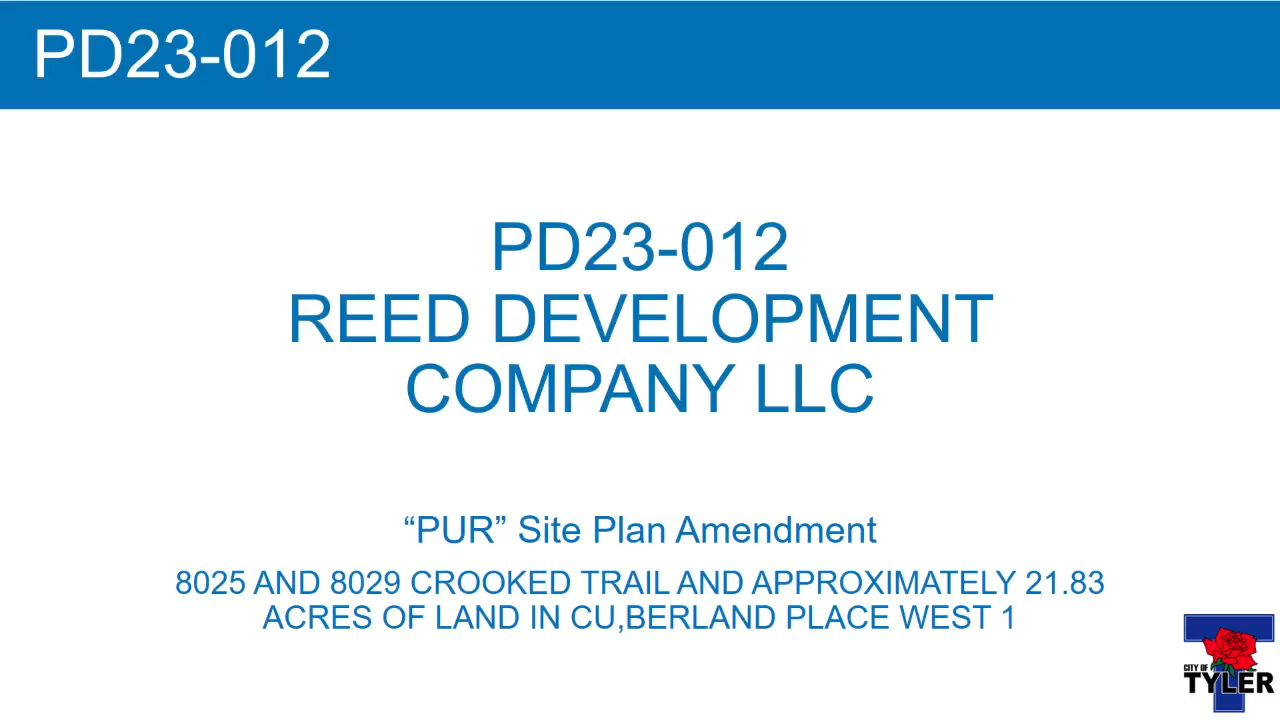 PD23-012
PD23-012
REED DEVELOPMENT
COMPANY LLC
“PUR” Site Plan Amendment
8025 AND 8029 CROOKED TRAIL AND APPROXIMATELY 21.83
ACRES OF LAND IN CU,BERLAND PLACE WEST 1
CITY OF
TYLER